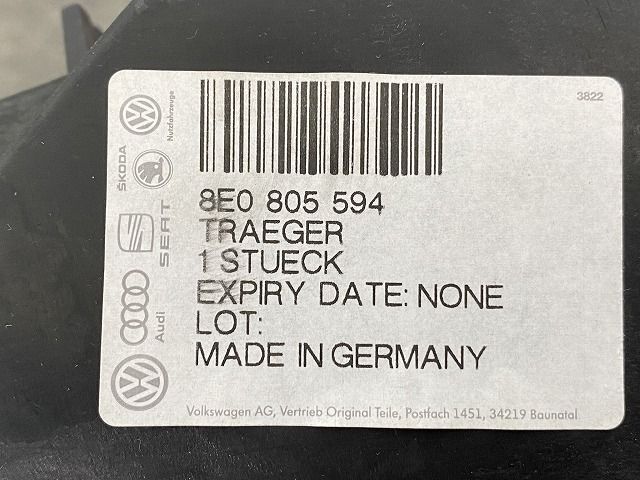 3822
8E0 805 594
TRAEGER
1 STUECK
EXPIRY DATE: NONE
LOT:
MADE IN GERMANY
Nutzfahrzeuge
ŠKODA
SEAT
Audi
Volkswagen AG, Vertrieb Original Teile, Postfach 1451, 34219 Baunatal